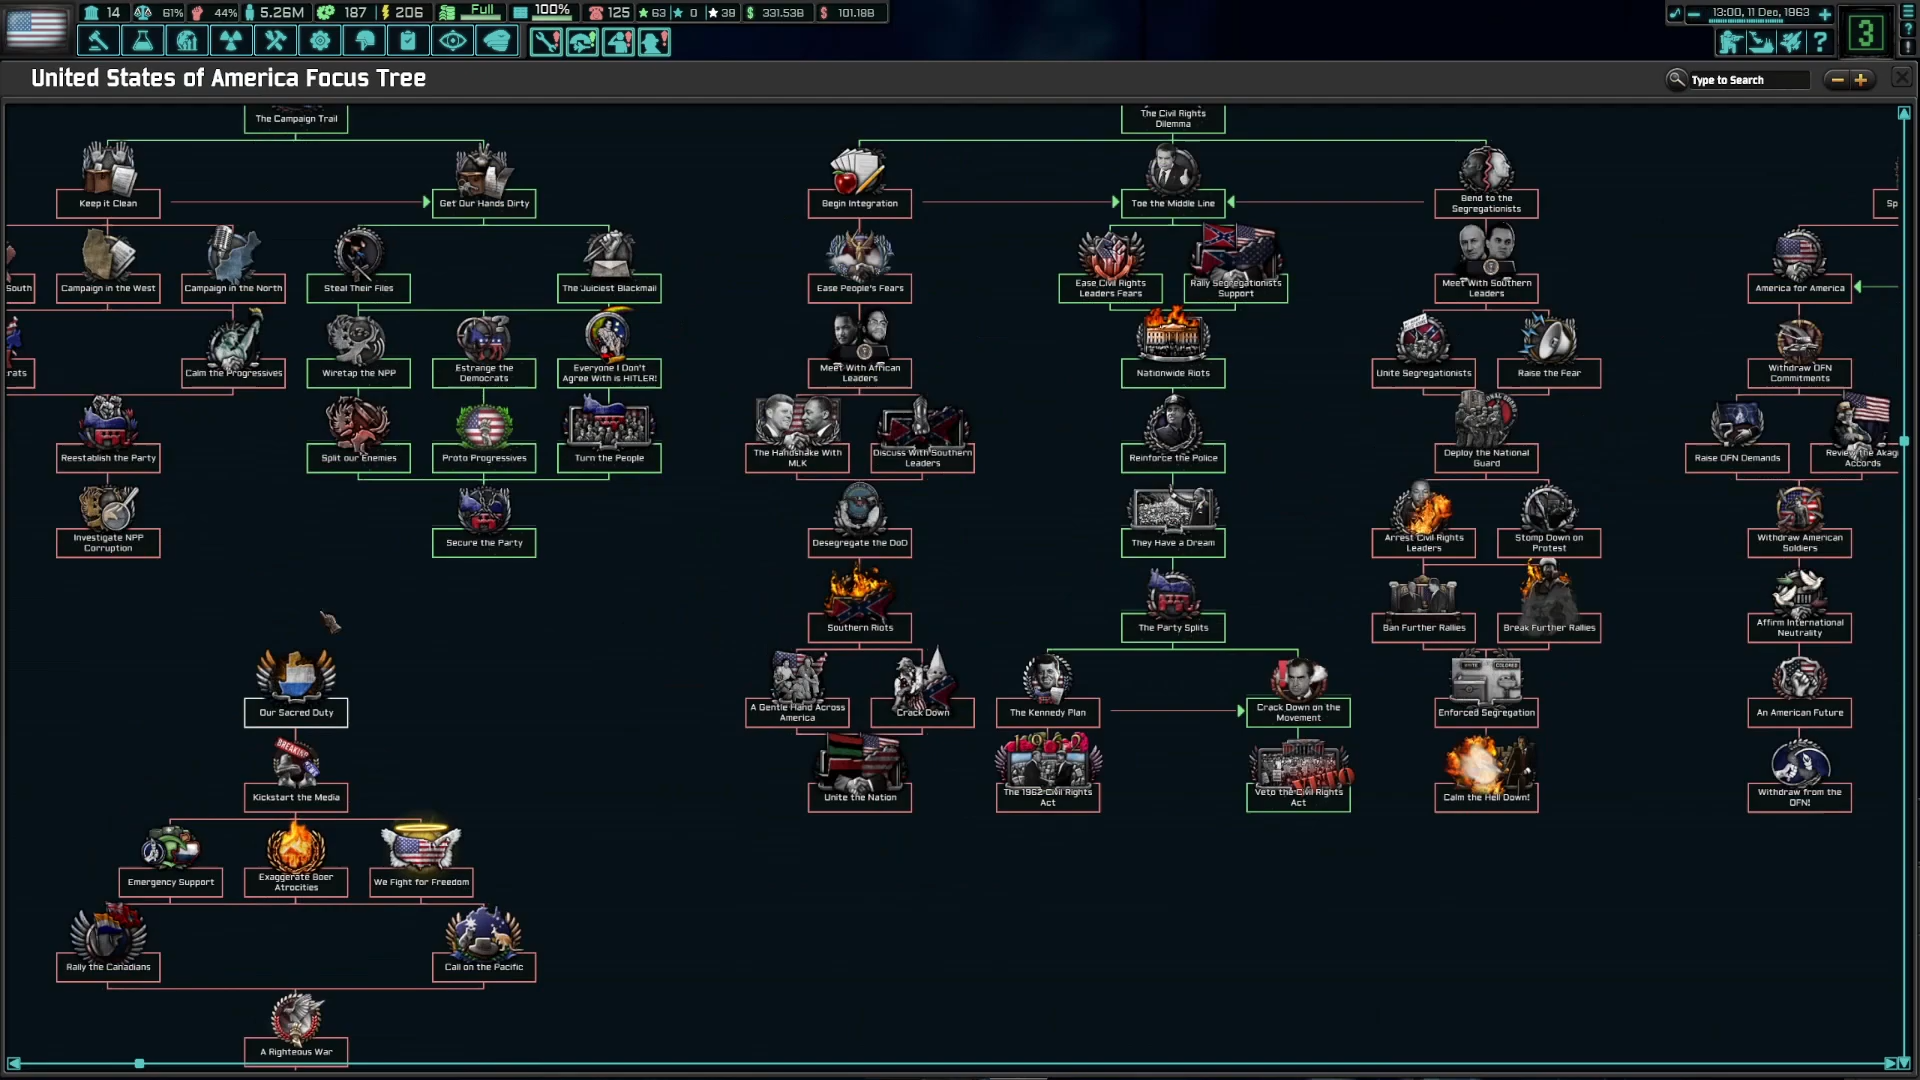 14 61% 44% 5.26M 187 206 Full 100% 125 63 0 39 $ 331.53B $ 101.18B
13:00, 11 Dec, 1963
3
United States of America Focus Tree
Type to Search
The Campaign Trail
The Civil Rights
Dilemma
Keep it Clean
Get Our Hands Dirty
Begin Integration
Toe the Middle Line
Bend to the
Segregationists
Sp
South
Campaign in the West
Campaign in the North
Steal Their Files
The Juiciest Blackmail
Ease People's Fears
Ease Civil Rights
Leaders Fears
Rally Segregationists
Support
Meet With Southern
Leaders
America for America
crats
Calm the Progressives
Wiretap the NPP
Estrange the
Democrats
Everyone I Don't
Agree With is HITLER!
Meet With African
Leaders
Nationwide Riots
Unite Segregationists
Raise the Fear
Withdraw OFN
Commitments
Reestablish the Party
Split our Enemies
Proto Progressives
Turn the People
The Handshake With
MLK
Discuss With Southern
Leaders
Reinforce the Police
Deploy the National
Guard
Raise OFN Demands
Review the Akagi
Accords
Investigate NPP
Corruption
Secure the Party
Desegregate the DoD
They Have a Dream
Arrest Civil Rights
Leaders
Stomp Down on
Protest
Withdraw American
Soldiers
Southern Riots
The Party Splits
Ban Further Rallies
Break Further Rallies
Affirm International
Neutrality
Our Sacred Duty
A Gentle Hand Across
America
Crack Down
The Kennedy Plan
Crack Down on the
Movement
Enforced Segregation
An American Future
BREAKING
Kickstart the Media
Unite the Nation
1962
The 1962 Civil Rights
Act
VETO
Veto the Civil Rights
Act
Calm the Hell Down!
Withdraw from the
OFN!
Emergency Support
Exaggerate Boer
Atrocities
We Fight for Freedom
Rally the Canadians
Call on the Pacific
A Righteous War